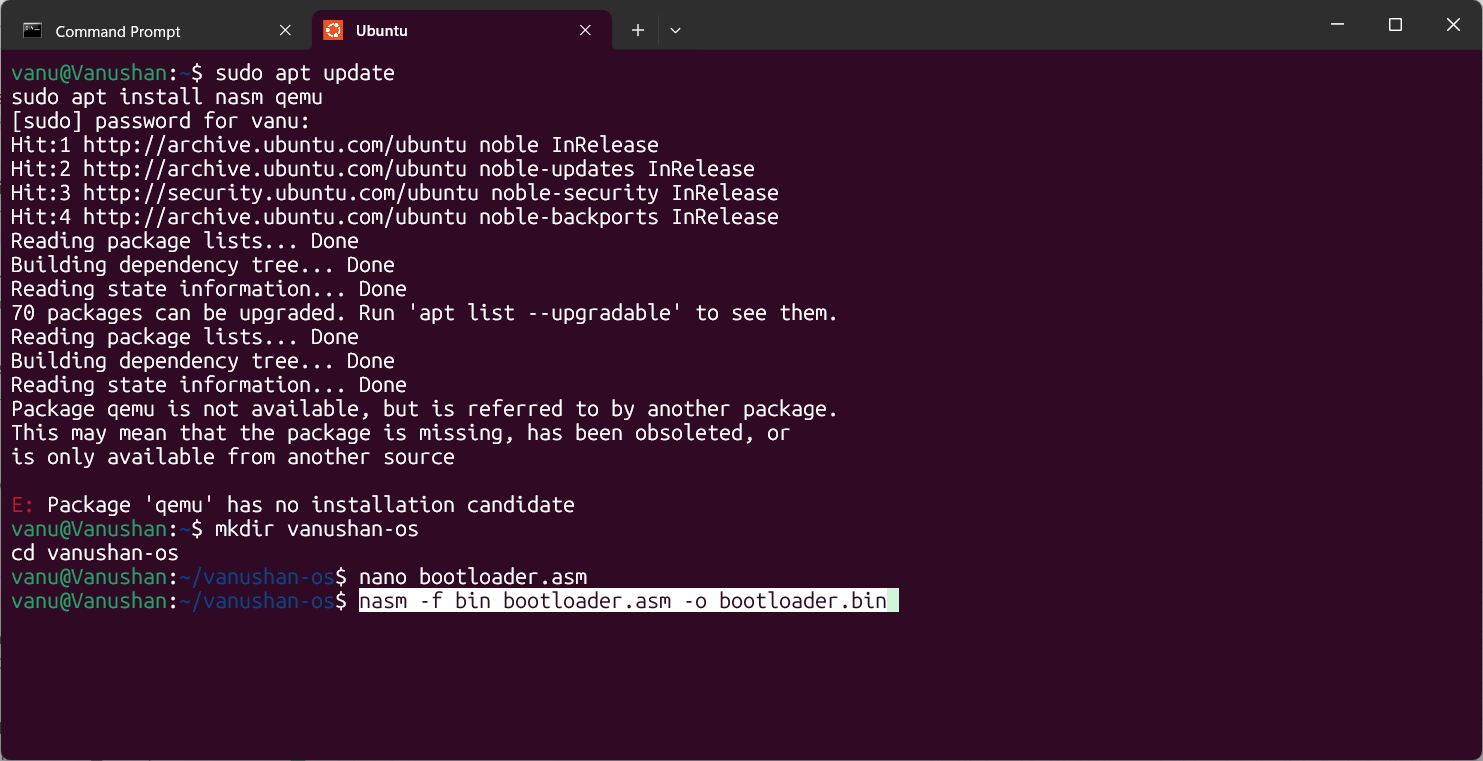 Command Prompt
Ubuntu
vanu@Vanushan:~$ sudo apt update
sudo apt install nasm qemu
[sudo] password for vanu:
Hit:1 http://archive.ubuntu.com/ubuntu noble InRelease
Hit:2 http://archive.ubuntu.com/ubuntu noble-updates InRelease
Hit:3 http://security.ubuntu.com/ubuntu noble-security InRelease
Hit:4 http://archive.ubuntu.com/ubuntu noble-backports InRelease
Reading package lists... Done
Building dependency tree... Done
Reading state information... Done
70 packages can be upgraded. Run 'apt list --upgradable' to see them.
Reading package lists... Done
Building dependency tree... Done
Reading state information... Done
Package qemu is not available, but is referred to by another package.
This may mean that the package is missing, has been obsoleted, or
is only available from another source
E: Package 'qemu' has no installation candidate
vanu@Vanushan:~$ mkdir vanushan-os
cd vanushan-os
vanu@Vanushan:~/vanushan-os$ nano bootloader.asm
vanu@Vanushan:~/vanushan-os$ nasm -f bin bootloader.asm -o bootloader.bin